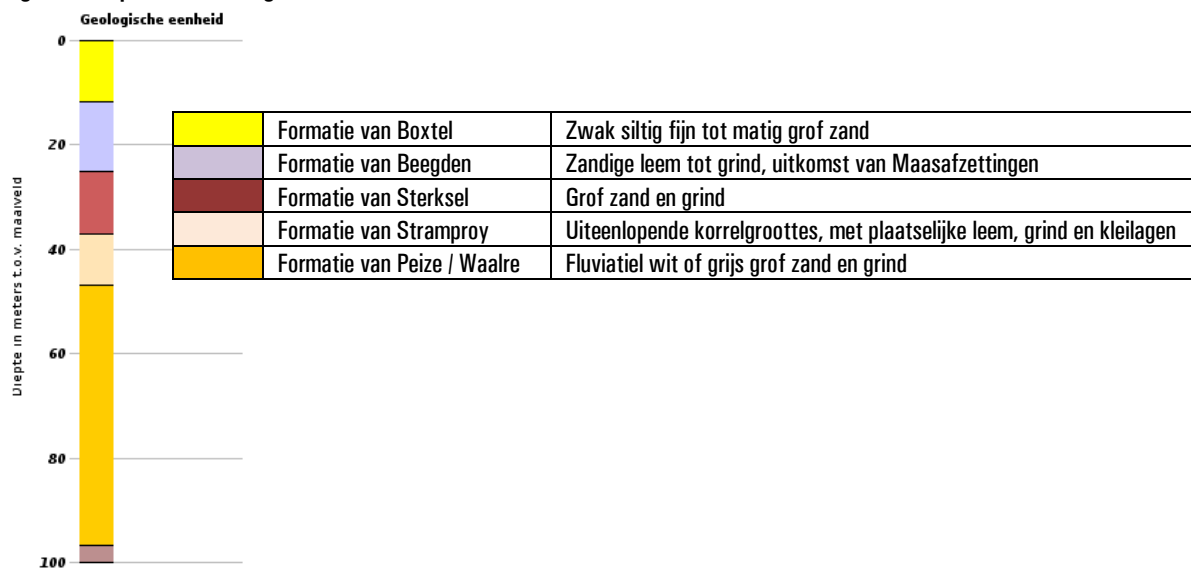 Geologische eenheid
0
20
40
60
80
100
Diepte in meters t.o.v. maaiveld
Formatie van Boxtel Zwak siltig fijn tot matig grof zand
Formatie van Beegden Zandige leem tot grind, uitkomst van Maasafzettingen
Formatie van Sterksel Grof zand en grind
Formatie van Stramproy Uiteenlopende korrelgroottes, met plaatselijke leem, grind en kleilagen
Formatie van Peize / Waalre Fluviatiel wit of grijs grof zand en grind